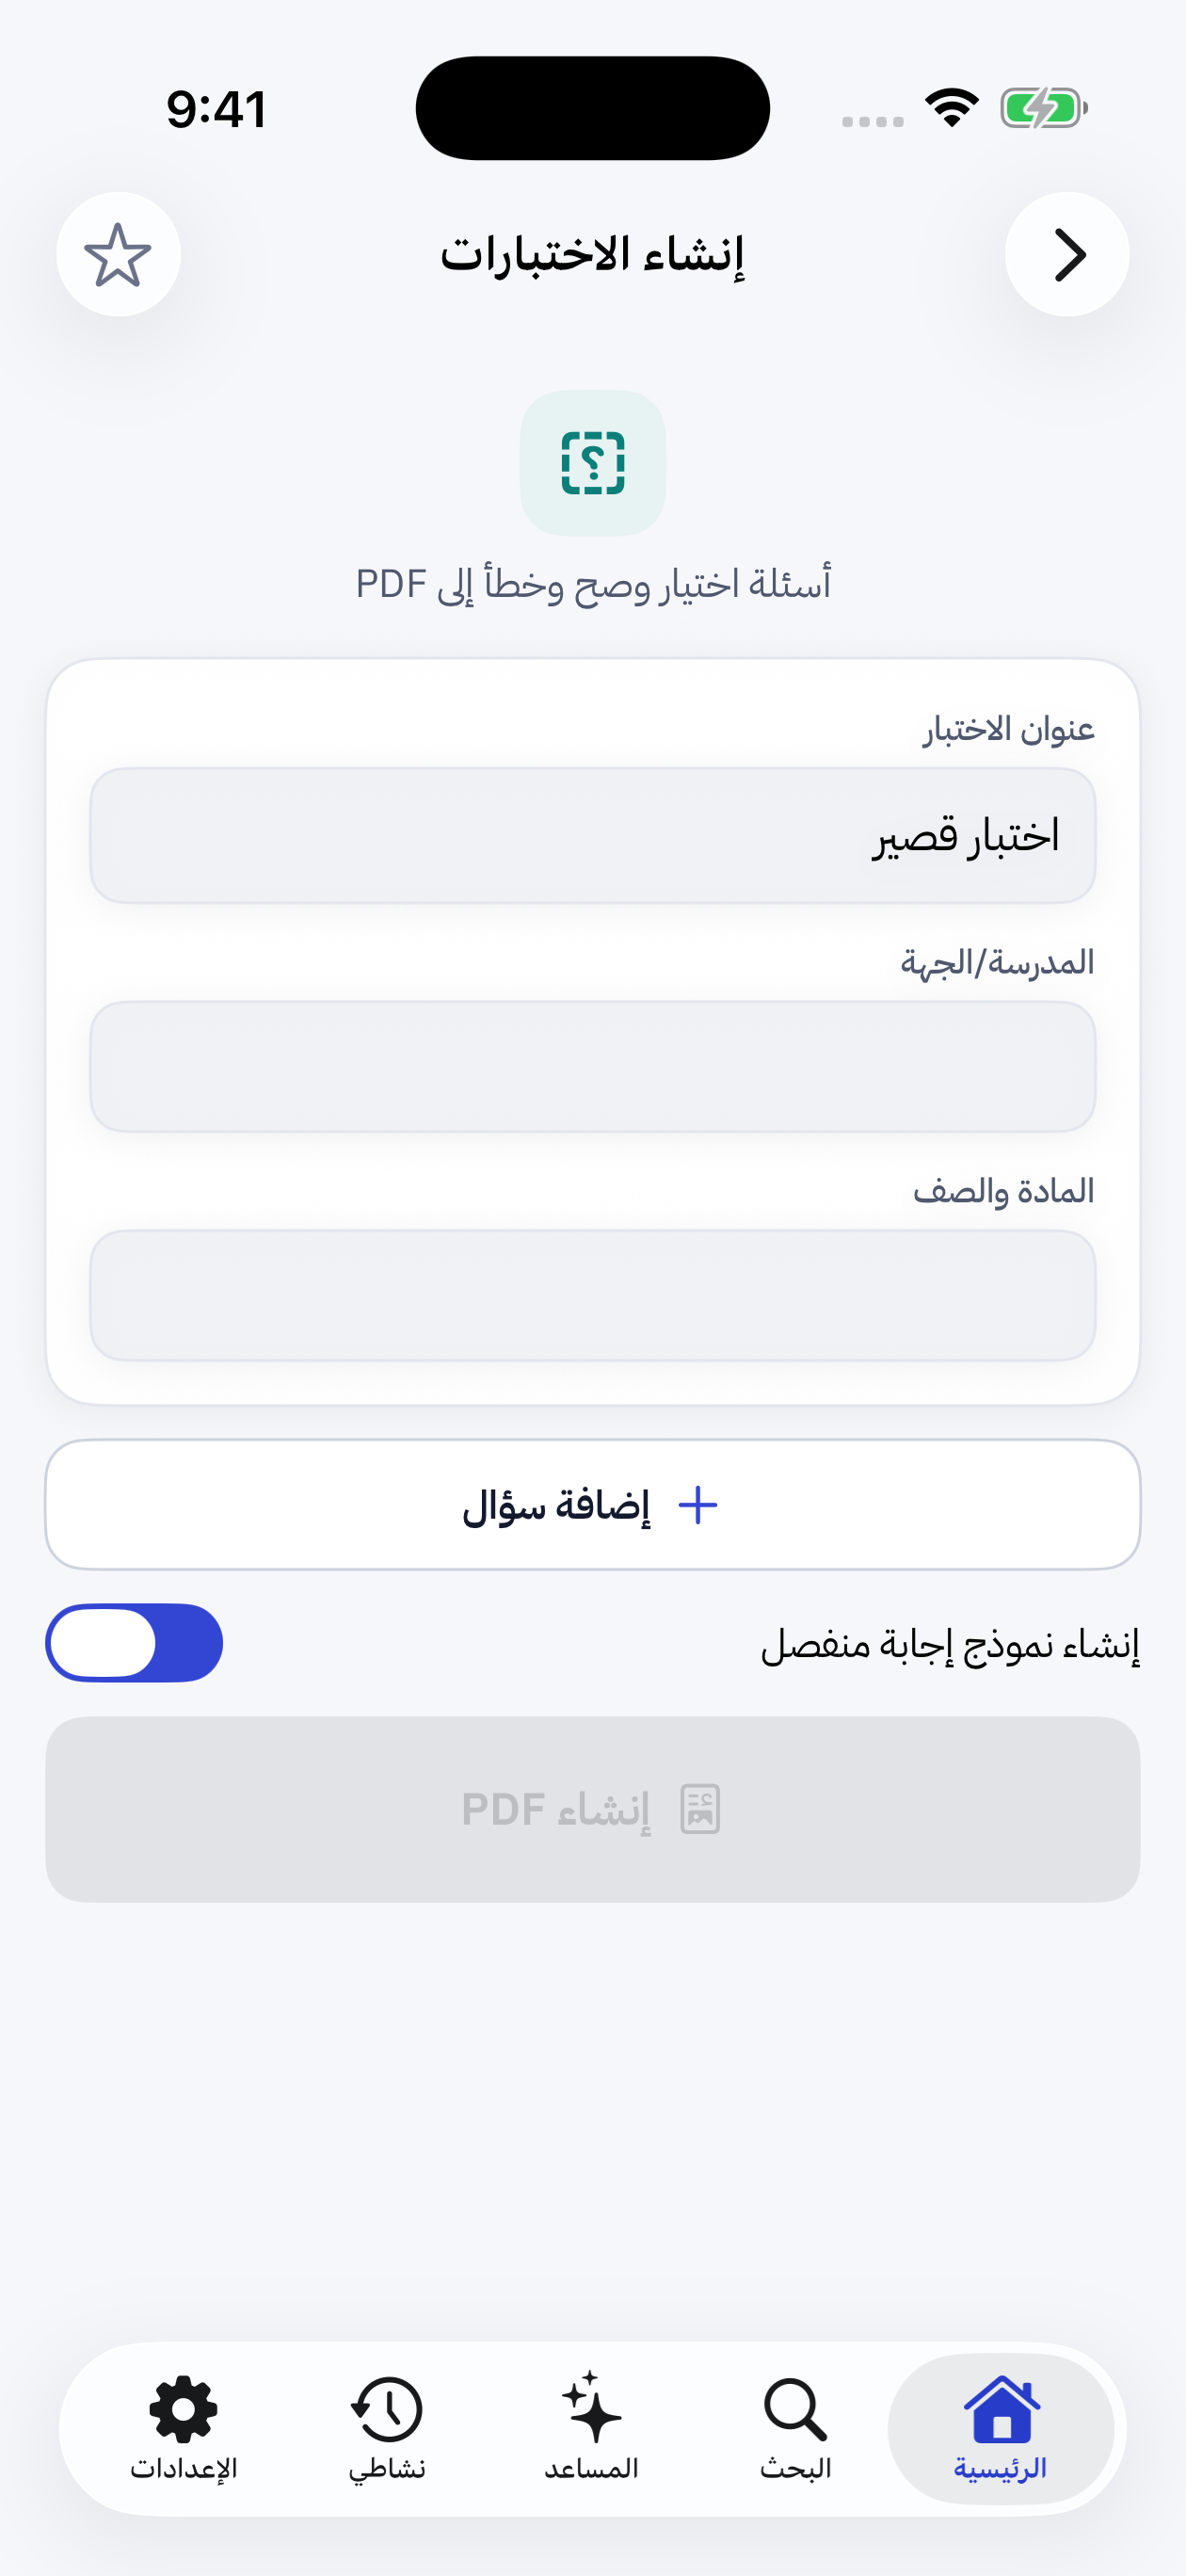 9:41
إنشاء الاختبارات
أسئلة اختيار وصح وخطأ إلى PDF
عنوان الاختبار
اختبار قصير
المدرسة/الجهة
المادة والصف
إضافة سؤال
إنشاء نموذج إجابة منفصل
إنشاء PDF
الرئيسية
البحث
المساعد
نشاطي
الإعدادات